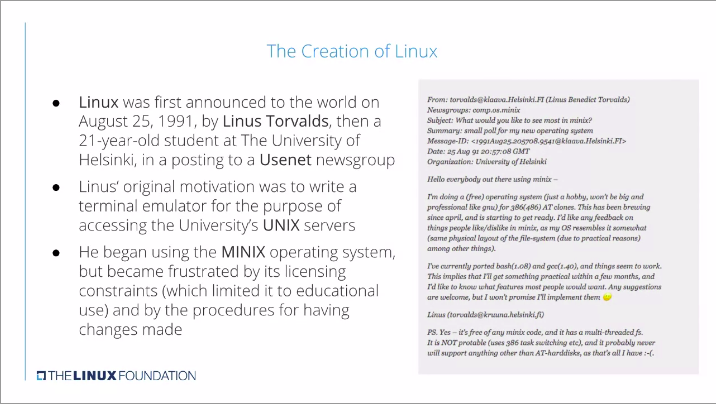 The Creation of Linux
● Linux was first announced to the world on
August 25, 1991, by Linus Torvalds, then a
21-year-old student at The University of
Helsinki, in a posting to a Usenet newsgroup
● Linus' original motivation was to write a
terminal emulator for the purpose of
accessing the University's UNIX servers
● He began using the MINIX operating system,
but became frustrated by its licensing
constraints (which limited it to educational
use) and by the procedures for having
changes made
From: torvalds@klaava.Helsinki.FI (Linus Benedict Torvalds)
Newsgroups: comp.os.minix
Subject: What would you like to see most in minix?
Summary: small poll for my new operating system
Message-ID: <1991Aug25.205708.9541@klaava.Helsinki.FI>
Date: 25 Aug 91 20:57:08 GMT
Organization: University of Helsinki
Hello everybody out there using minix –
I'm doing a (free) operating system (just a hobby, won't be big and
professional like gnu) for 386(486) AT clones. This has been brewing
since april, and is starting to get ready. I'd like any feedback on
things people like/dislike in minix, as my OS resembles it somewhat
(same physical layout of the file-system (due to practical reasons)
among other things).
I've currently ported bash(1.08) and gcc(1.40), and things seem to work.
This implies that I'll get something practical within a few months, and
I'd like to know what features most people would want. Any suggestions
are welcome, but I won't promise I'll implement them
Linus (torvalds@kruuna.helsinki.fi)
PS. Yes – it's free of any minix code, and it has a multi-threaded fs.
It is NOT protable (uses 386 task switching etc), and it probably never
will support anything other than AT-harddisks, as that's all I have :-(.
THE LINUX FOUNDATION